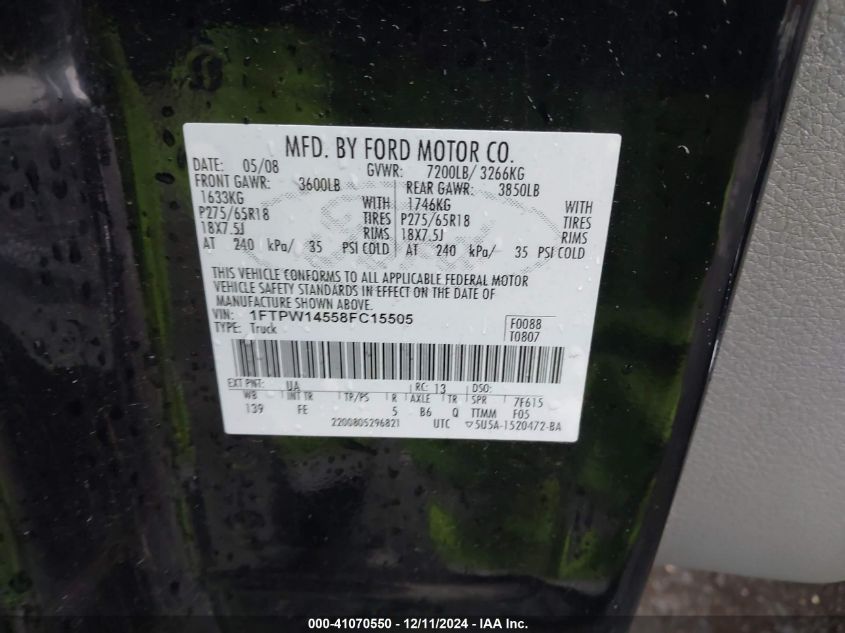 MFD. BY FORD MOTOR CO.
DATE: 05/08 GVWR: 7200LB/ 3266KG
FRONT GAWR: 3600LB REAR GAWR: 3850LB
1633KG WITH 1746KG WITH
P275/65R18 TIRES P275/65R18 TIRES
18X7.5J RIMS 18X7.5J RIMS
AT 240 kPa/ 35 PSI COLD AT 240 kPa/ 35 PSI COLD
THIS VEHICLE CONFORMS TO ALL APPLICABLE FEDERAL MOTOR
VEHICLE SAFETY STANDARDS IN EFFECT ON THE DATE OF
MANUFACTURE SHOWN ABOVE.
VIN: 1FTPW14558FC15505 F0088
TYPE: Truck T0807
EXT PNT: UA RC: 13 DSO:
WB INT TR TP/PS R AXLE TR SPR 7F615
139 FE 5 B6 Q TTMM F05
2200805296821 UTC ▽5U5A-1520472-BA
000-41070550 - 12/11/2024 - IAA Inc.